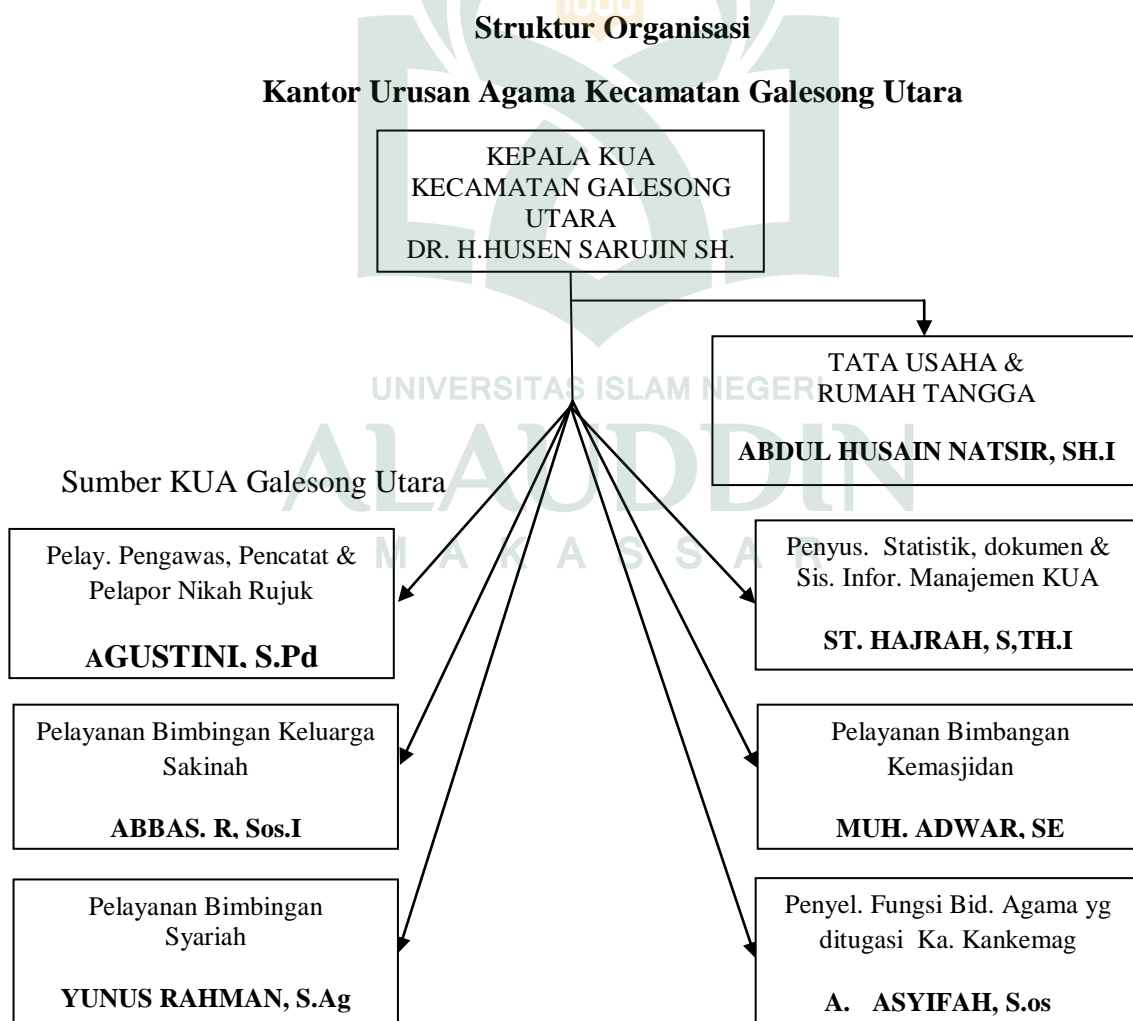 Struktur Organisasi
Kantor Urusan Agama Kecamatan Galesong Utara
KEPALA KUA
KECAMATAN GALESONG
UTARA
DR. H.HUSEN SARUJIN SH.
TATA USAHA &
RUMAH TANGGA
ABDUL HUSAIN NATSIR, SH.I
UNIVERSITAS ISLAM NEGERI
ALAUDDIN
MAKASSAR
Sumber KUA Galesong Utara
Pelay. Pengawas, Pencatat &
Pelapor Nikah Rujuk
AGUSTINI, S.Pd
Penyus. Statistik, dokumen &
Sis. Infor. Manajemen KUA
ST. HAJRAH, S,TH.I
Pelayanan Bimbingan Keluarga
Sakinah
ABBAS. R, Sos.I
Pelayanan Bimbangan
Kemasjidan
MUH. ADWAR, SE
Pelayanan Bimbingan
Syariah
YUNUS RAHMAN, S.Ag
Penyel. Fungsi Bid. Agama yg
ditugasi Ka. Kankemag
A. ASYIFAH, S.os